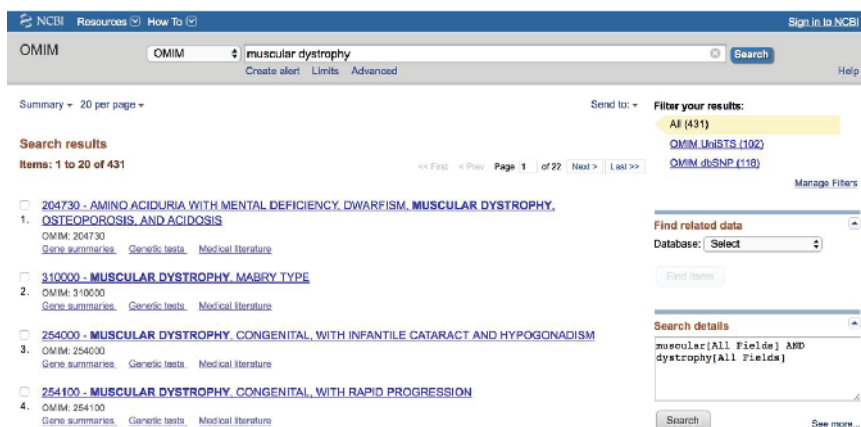 NCBI Resources How To Sign in to NCBI
OMIM OMIM muscular dystrophy Search
Create alert Limits Advanced Help
Summary 20 per page Send to:
Search results
Items: 1 to 20 of 431
<< First < Prev Page 1 of 22 Next > Last >>
1. 204730 - AMINO ACIDURIA WITH MENTAL DEFICIENCY, DWARFISM, MUSCULAR DYSTROPHY,
OSTEOPOROSIS, AND ACIDOSIS
OMIM: 204730
Gene summaries Genetic tests Medical literature
310000 - MUSCULAR DYSTROPHY, MABRY TYPE
2. OMIM: 310000
Gene summaries Genetic tests Medical literature
254000 - MUSCULAR DYSTROPHY, CONGENITAL, WITH INFANTILE CATARACT AND HYPOGONADISM
3. OMIM: 254000
Gene summaries Genetic tests Medical literature
254100 - MUSCULAR DYSTROPHY, CONGENITAL, WITH RAPID PROGRESSION
4. OMIM: 254100
Gene summaries Genetic tests Medical literature
Filter your results:
All (431)
OMIM UniSTS (102)
OMIM dbSNP (118)
Manage Filters
Find related data
Database: Select
Find items
Search details
muscular[All Fields] AND
dystrophy[All Fields]
Search See more...